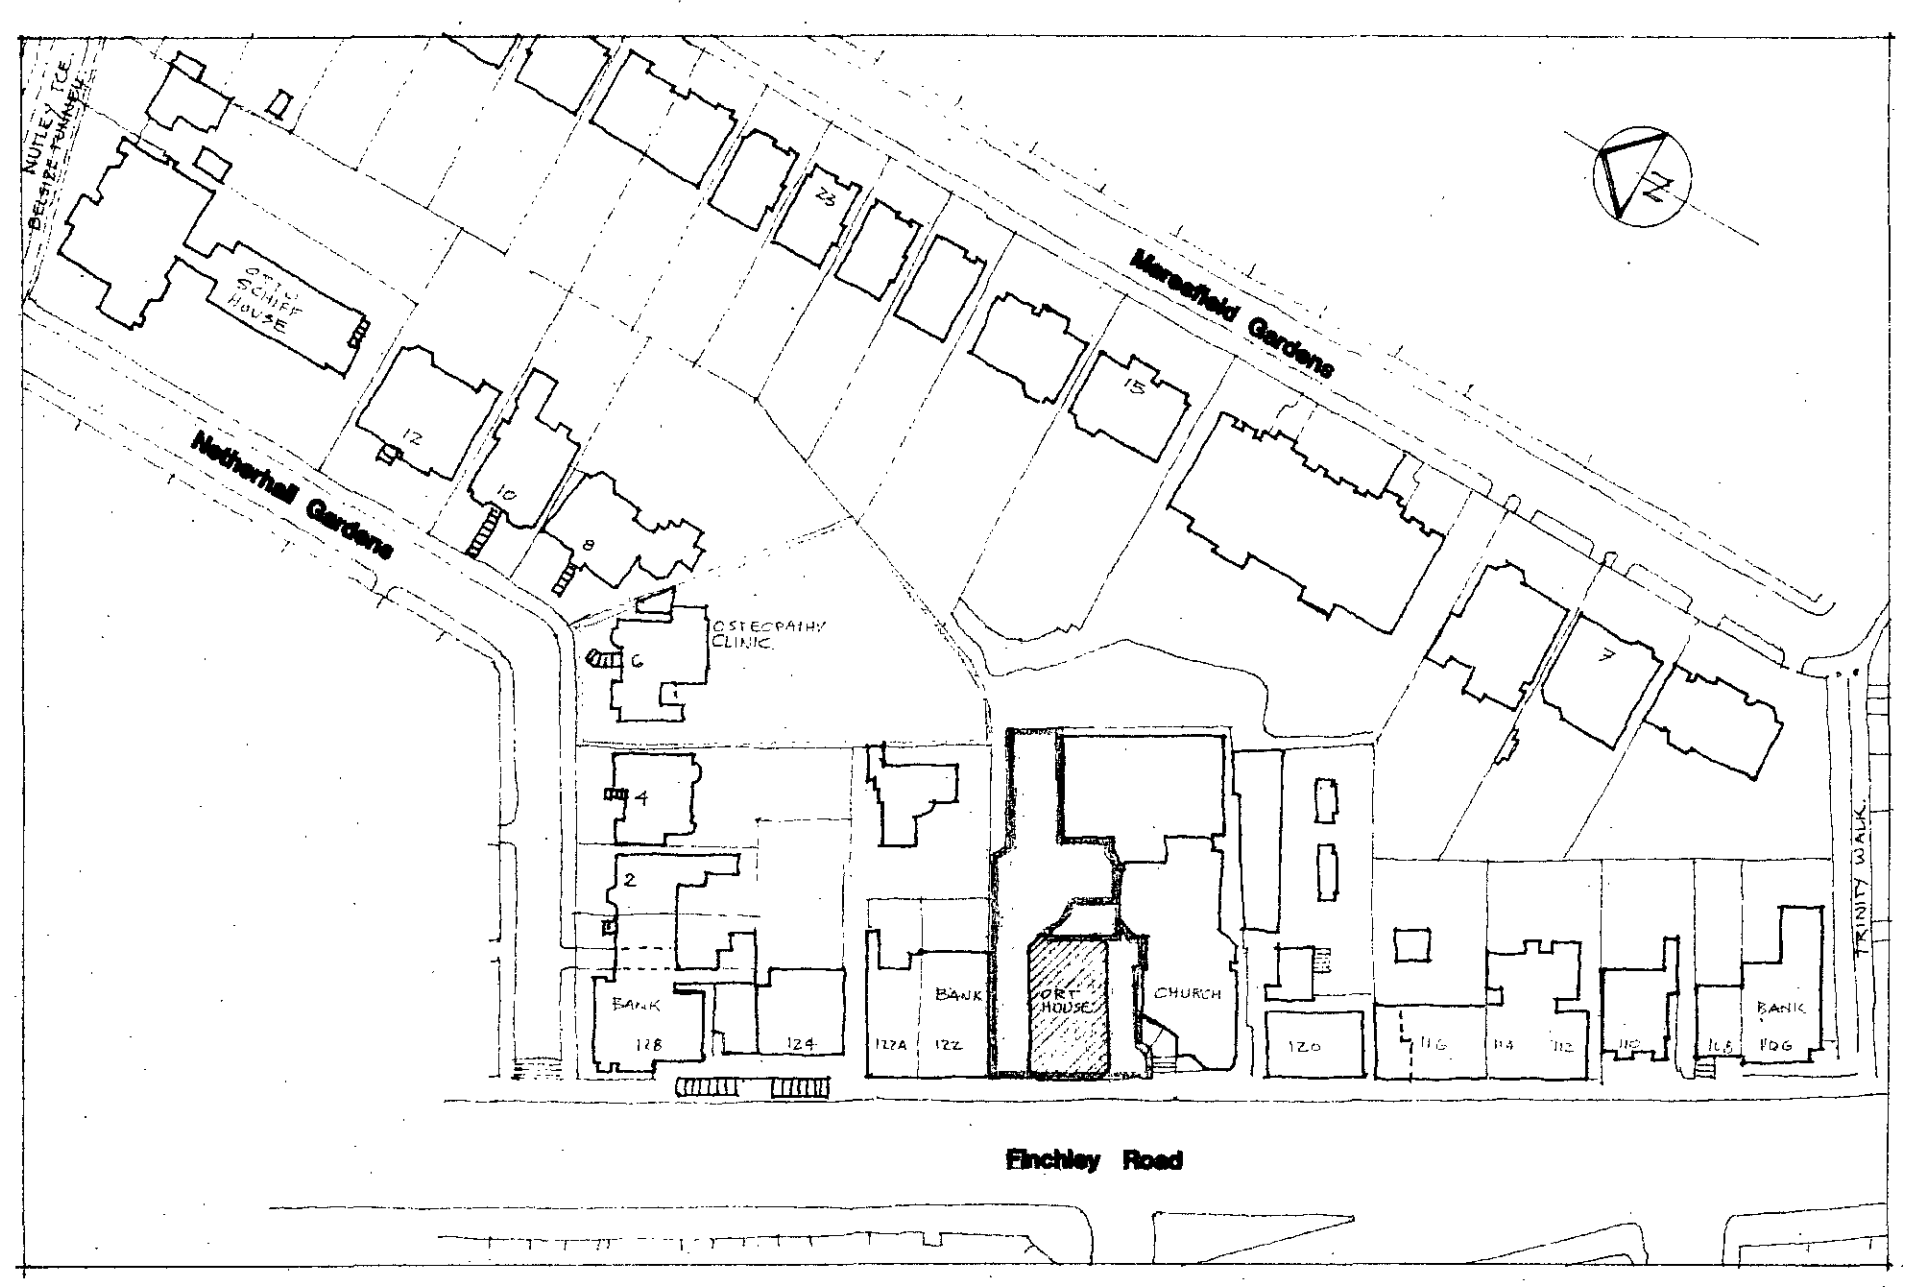 NUTLEY TCE.
BELSIZE TUNNEL
23
OTTO
SCHIFF
HOUSE
N
Maresfield Gardens
15
12
10
8
Netherhall Gardens
OSTEOPATHY
CLINIC.
6
7
4
2
TRINITY WALK.
BANK
128
124
122A
BANK
122
ORT
HOUSE
CHURCH
120
116
114
112
110
108
BANK
106
Finchley Road